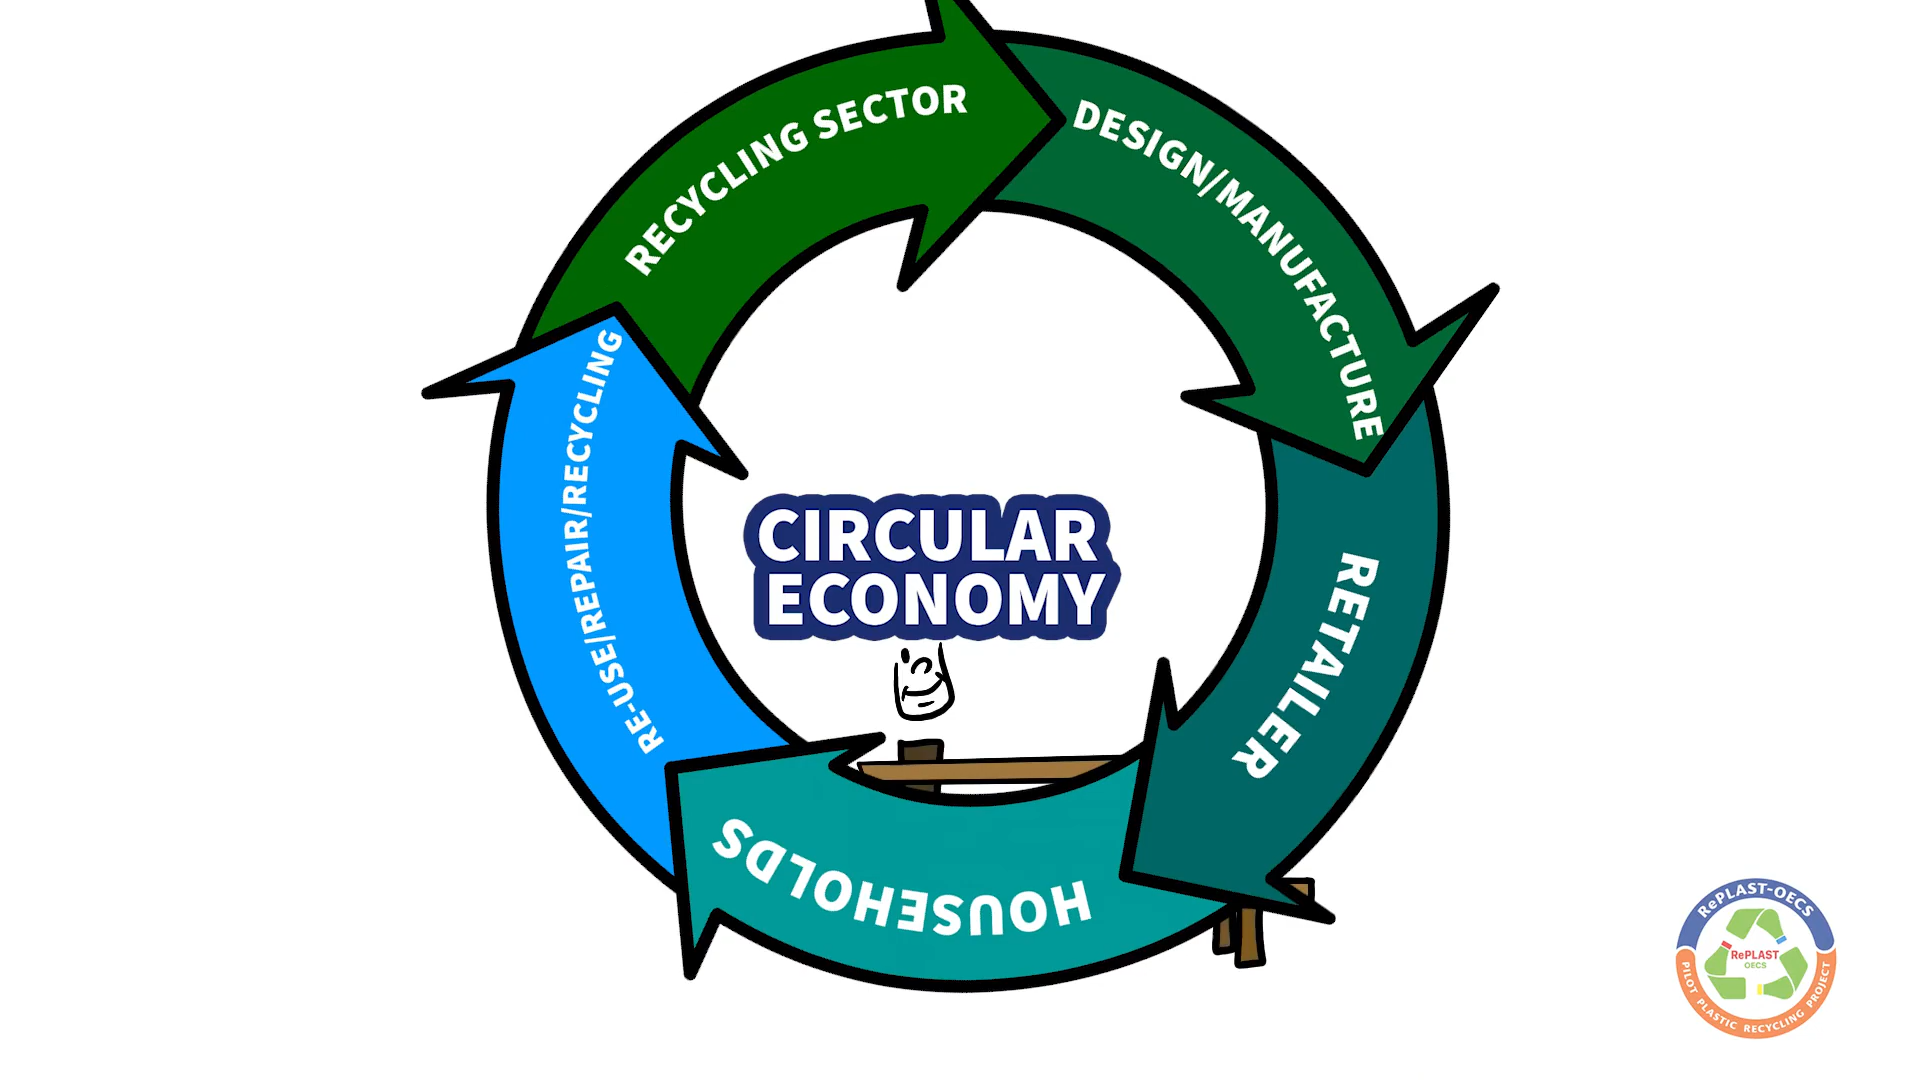 RECYCLING SECTOR
DESIGN/MANUFACTURE
RETAILER
HOUSEHOLDS
RE-USE/REPAIR/RECYCLING
CIRCULAR
ECONOMY
RePLAST-OECS
RePLAST
OECS
PILOT PLASTIC RECYCLING PROJECT